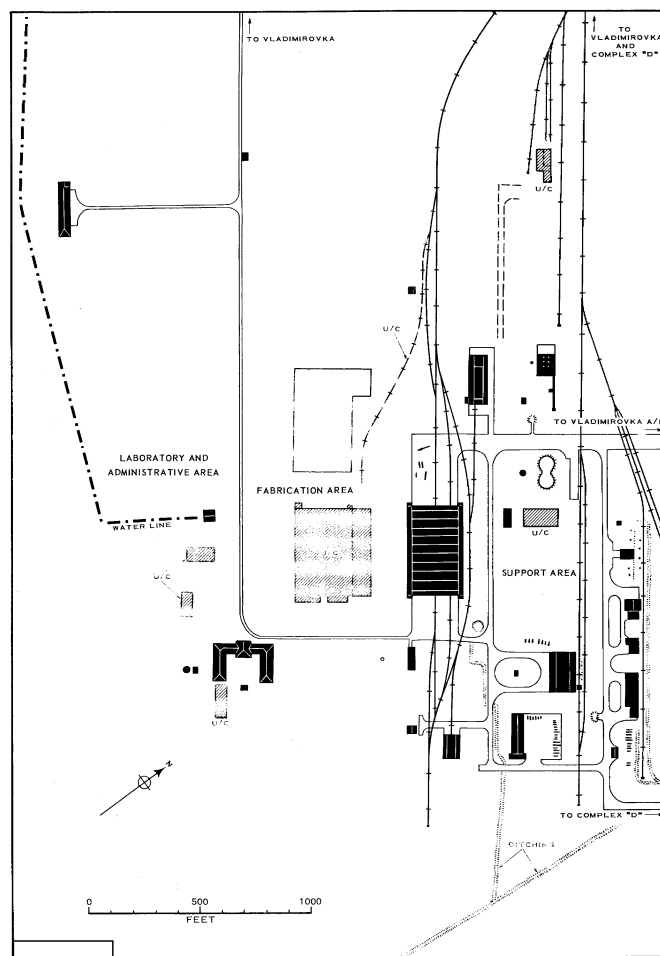 TO VLADIMIROVKA
TO
VLADIMIROVKA
AND
COMPLEX "D"
U/C
U/C
TO VLADIMIROVKA A/
LABORATORY AND
ADMINISTRATIVE AREA
FABRICATION AREA
WATER LINE
U/C
U/C
U/C
SUPPORT AREA
U/C
N
TO COMPLEX "D"
DITCHING
0 500 1000
FEET